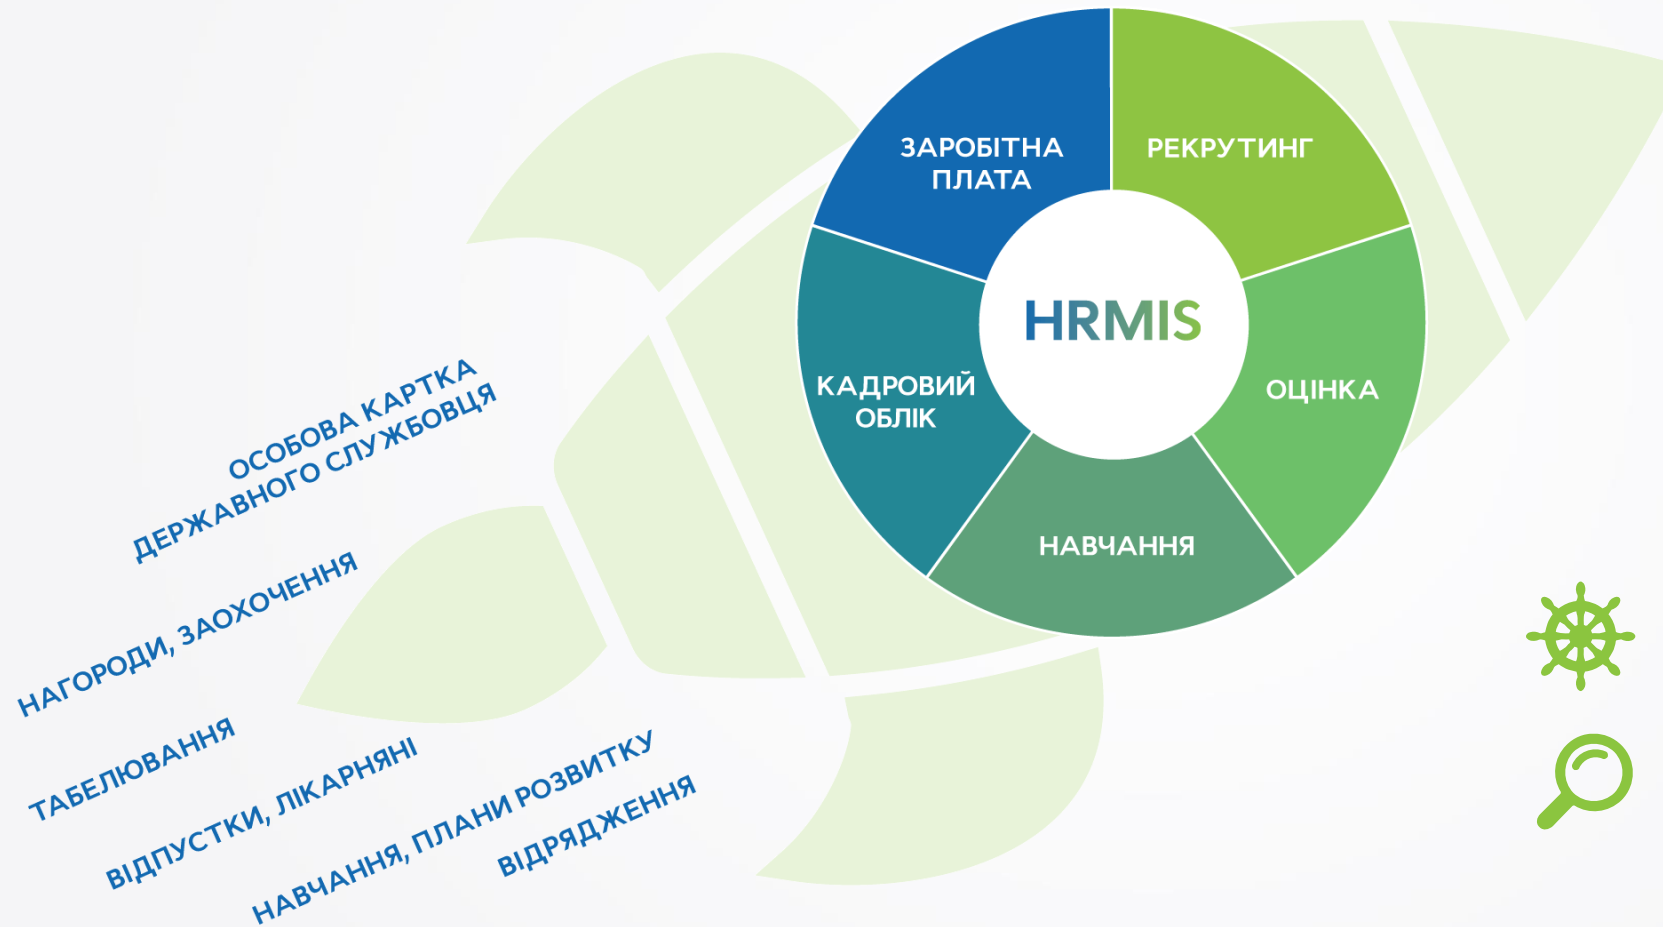 ЗАРОБІТНА
ПЛАТА
РЕКРУТИНГ
HRMIS
КАДРОВИЙ
ОБЛІК
ОЦІНКА
НАВЧАННЯ
ОСОБОВА КАРТКА
ДЕРЖАВНОГО СЛУЖБОВЦЯ
НАГОРОДИ, ЗАОХОЧЕННЯ
ТАБЕЛЮВАННЯ
ВІДПУСТКИ, ЛІКАРНЯНІ
НАВЧАННЯ, ПЛАНИ РОЗВИТКУ
ВІДРЯДЖЕННЯ